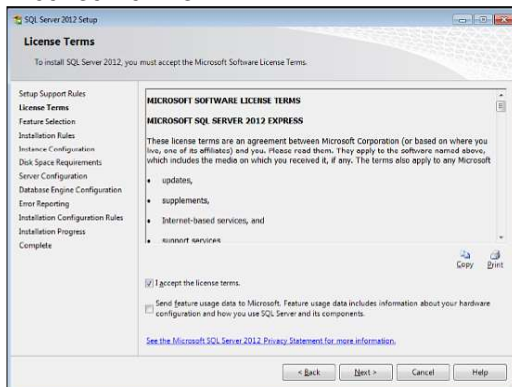 SQL Server 2012 Setup
License Terms
To install SQL Server 2012, you must accept the Microsoft Software License Terms.
Setup Support Rules
License Terms
Feature Selection
Installation Rules
Instance Configuration
Disk Space Requirements
Server Configuration
Database Engine Configuration
Error Reporting
Installation Configuration Rules
Installation Progress
Complete
MICROSOFT SOFTWARE LICENSE TERMS
MICROSOFT SQL SERVER 2012 EXPRESS
These license terms are an agreement between Microsoft Corporation (or based on where you
live, one of its affiliates) and you. Please read them. They apply to the software named above,
which includes the media on which you received it, if any. The terms also apply to any Microsoft
• updates,
• supplements,
• Internet-based services, and
• support services
Copy Print
I accept the license terms.
Send feature usage data to Microsoft. Feature usage data includes information about your hardware
configuration and how you use SQL Server and its components.
See the Microsoft SQL Server 2012 Privacy Statement for more information.
< Back Next > Cancel Help